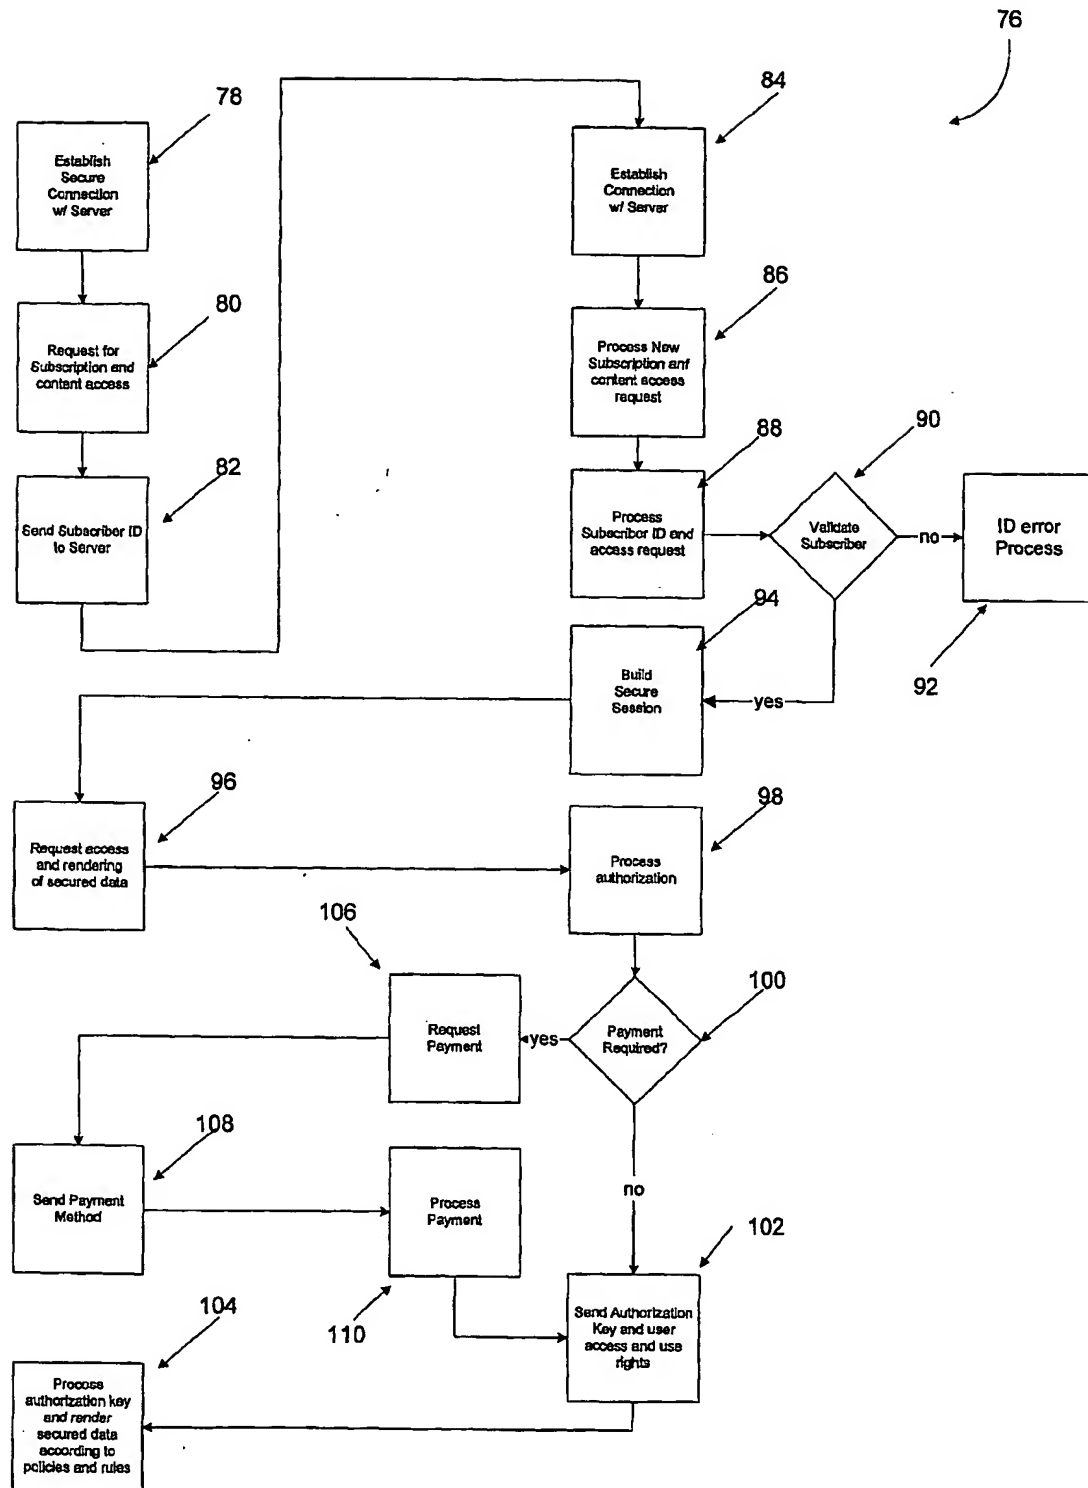 76
78
Establish
Secure
Connection
w/ Server
84
Establish
Connection
w/ Server
80
Request for
Subscription and
content access
86
Process New
Subscription anf
content access
request
82
Send Subscriber ID
to Server
88
Process
Subscriber ID and
access request
90
Validate
Subscriber
no
ID error
Process
92
94
Build
Secure
Session
yes
96
Request access
and rendering
of secured data
98
Process
authorization
106
Request
Payment
yes
100
Payment
Required?
108
Send Payment
Method
Process
Payment
110
no
102
Send Authorization
Key and user
access and use
rights
104
Process
authorization key
and render
secured data
according to
policies and rules